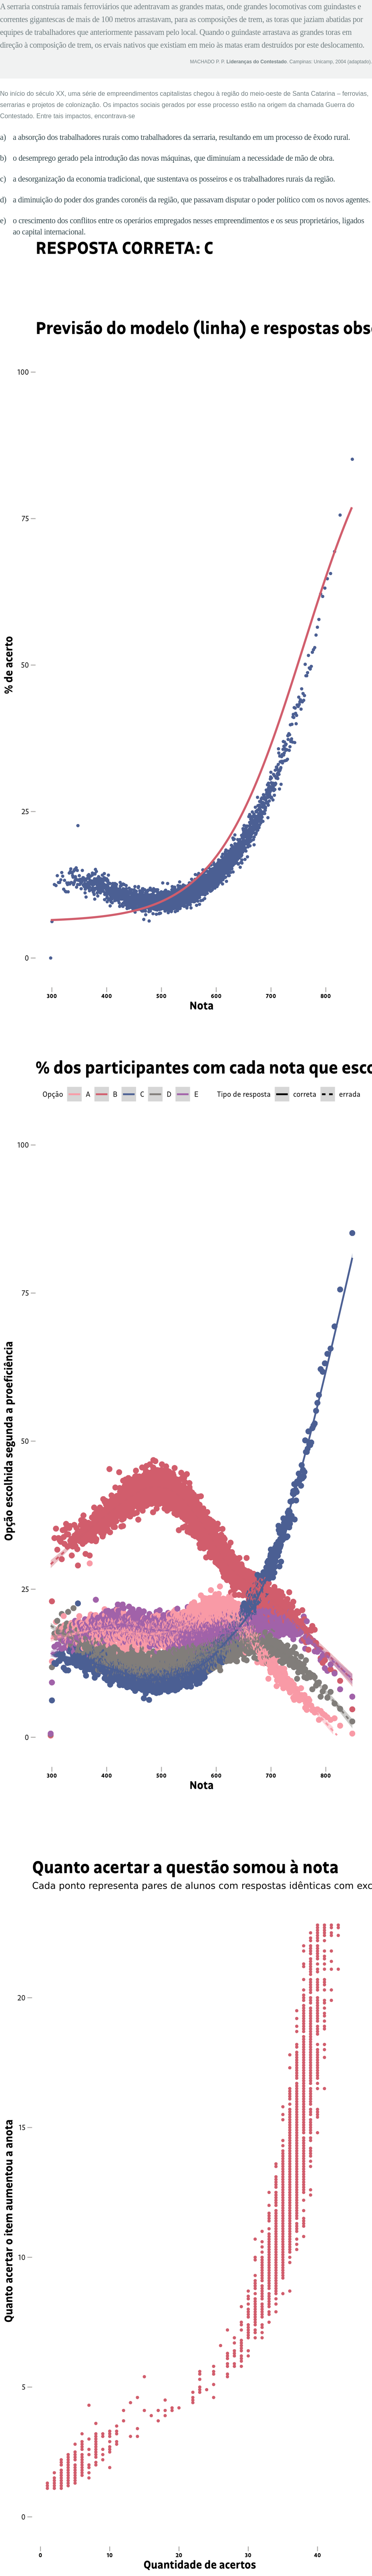 A serraria construía ramais ferroviários que adentravam as grandes matas, onde grandes locomotivas com guindastes e
correntes gigantescas de mais de 100 metros arrastavam, para as composições de trem, as toras que jaziam abatidas por
equipes de trabalhadores que anteriormente passavam pelo local. Quando o guindaste arrastava as grandes toras em
direção à composição de trem, os ervais nativos que existiam em meio às matas eram destruídos por este deslocamento.
MACHADO P. P. Lideranças do Contestado. Campinas: Unicamp, 2004 (adaptado).
No início do século XX, uma série de empreendimentos capitalistas chegou à região do meio-oeste de Santa Catarina – ferrovias,
serrarias e projetos de colonização. Os impactos sociais gerados por esse processo estão na origem da chamada Guerra do
Contestado. Entre tais impactos, encontrava-se
a) a absorção dos trabalhadores rurais como trabalhadores da serraria, resultando em um processo de êxodo rural.
b) o desemprego gerado pela introdução das novas máquinas, que diminuíam a necessidade de mão de obra.
c) a desorganização da economia tradicional, que sustentava os posseiros e os trabalhadores rurais da região.
d) a diminuição do poder dos grandes coronéis da região, que passavam disputar o poder político com os novos agentes.
e) o crescimento dos conflitos entre os operários empregados nesses empreendimentos e os seus proprietários, ligados
ao capital internacional.
RESPOSTA CORRETA: C
Previsão do modelo (linha) e respostas obs
100
75
50
25
0
% de acerto
300 400 500 600 700 800
Nota
% dos participantes com cada nota que esco
Opção A B C D E Tipo de resposta correta errada
100
75
50
25
0
Opção escolhida segunda a proeficiência
300 400 500 600 700 800
Nota
Quanto acertar a questão somou à nota
Cada ponto representa pares de alunos com respostas idênticas com exc
20
15
10
5
0
Quanto acertar o item aumentou a anota
0 10 20 30 40
Quantidade de acertos